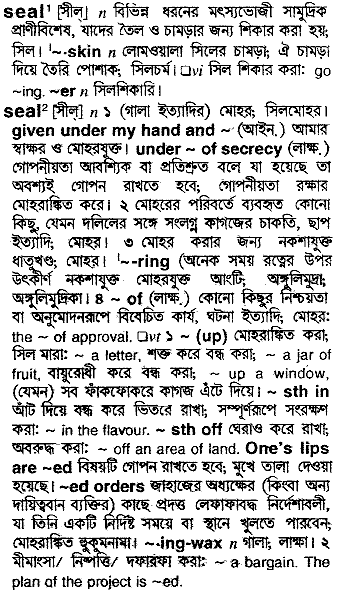 seal¹ [সীল্] n বিভিন্ন ধরনের মৎস্যভোজী সামুদ্রিক
প্রাণীবিশেষ, যাদের তৈল ও চামড়ার জন্য শিকার করা হয়;
সিল। '~-skin n লোমওয়ালা সিলের চামড়া; ঐ চামড়া
দিয়ে তৈরি পোশাক; সিলচর্ম। □vi সিল শিকার করা: go
~ing. ~er n সিলশিকারি।
seal² [সীল্] n ১ (গালা ইত্যাদির) মোহর; সিলমোহর।
given under my hand and ~ (আইন.) আমার
স্বাক্ষর ও মোহরযুক্ত। under ~ of secrecy (লাক্ষ.)
গোপনীয়তা আবশ্যিক বা প্রতিশ্রুত বলে যা হয়েছে তা
অবশ্যই গোপন রাখতে হবে; গোপনীয়তা রক্ষার
মোহরাঙ্কিত করে। ২ মোহরের পরিবর্তে ব্যবহৃত কোনো
কিছু, যেমন দলিলের সঙ্গে সংলগ্ন কাগজের চাকতি, ছাপ
ইত্যাদি; মোহর। ৩ মোহর করার জন্য নকশাযুক্ত
ধাতুখণ্ড; মোহর। '~-ring (অনেক সময় রত্নের উপর
উৎকীর্ণ নকশাযুক্ত মোহরযুক্ত আংটি; অঙ্গুলিমুদ্রা;
অঙ্গুলিমুদ্রিকা। ৪ ~ of (লাক্ষ.) কোনো কিছুর নিশ্চয়তা
বা অনুমোদনরূপে বিবেচিত কার্য, ঘটনা ইত্যাদি; মোহর:
the ~ of approval. □vt ১ ~ (up) মোহরাঙ্কিত করা;
সিল মারা: ~ a letter, শক্ত করে বন্ধ করা; ~ a jar of
fruit, বায়ুরোধী করে বন্ধ করা; ~ up a window,
(যেমন) সব ফাঁকফোকরে কাগজ এঁটে দিয়ে। ~ sth in
আঁট দিয়ে বন্ধ করে ভিতরে রাখা; সম্পূর্ণরূপে সংরক্ষণ
করা: ~ in the flavour. ~ sth off ঘেরাও করে রাখা;
অবরুদ্ধ করা: ~ off an area of land. One's lips
are ~ed বিষয়টি গোপন রাখতে হবে; মুখে তালা দেওয়া
হয়েছে। ~ed orders জাহাজের অধ্যক্ষের (কিংবা অন্য
দায়িত্ববান ব্যক্তির) কাছে প্রদত্ত লেফাফাবদ্ধ নির্দেশাবলী,
যা তিনি একটি নির্দিষ্ট সময়ে বা স্থানে খুলতে পারবেন;
মোহরাঙ্কিত হুকুমনামা। '~-ing-wax n গালা; লাক্ষা। ২
মীমাংসা/ নিষ্পত্তি/ দফারফা করা: ~ a bargain. The
plan of the project is ~ed.